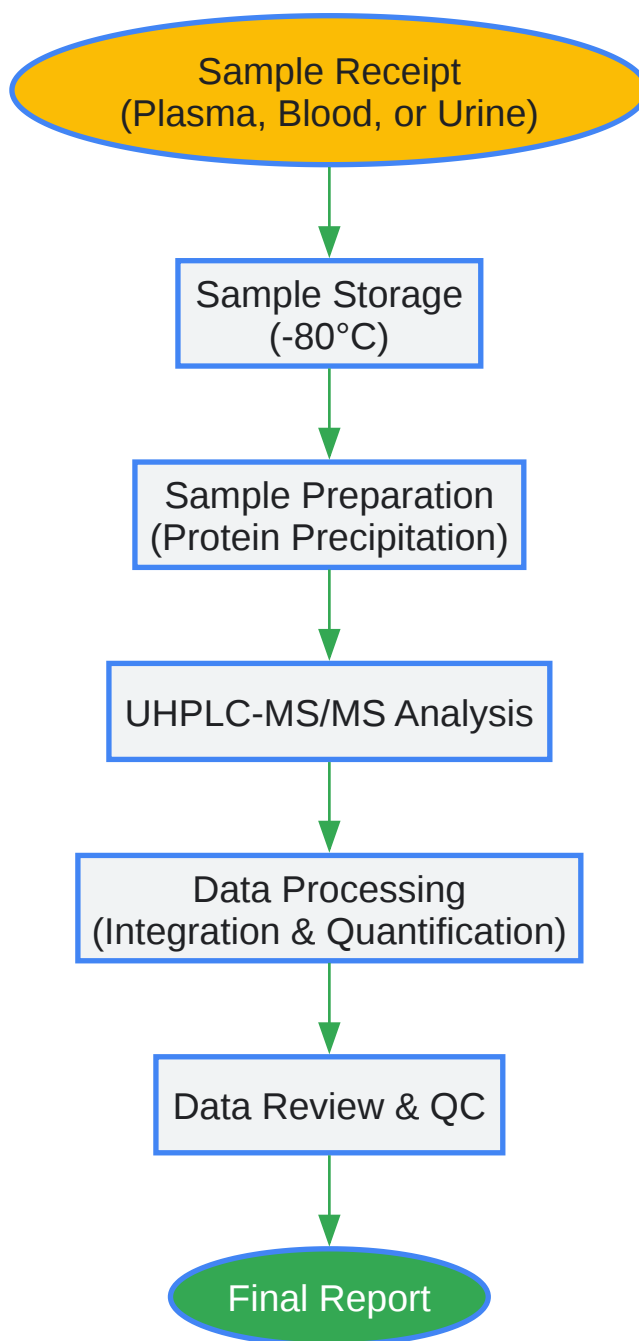 Sample Receipt
(Plasma, Blood, or Urine)
Sample Storage
(-80°C)
Sample Preparation
(Protein Precipitation)
UHPLC-MS/MS Analysis
Data Processing
(Integration & Quantification)
Data Review & QC
Final Report